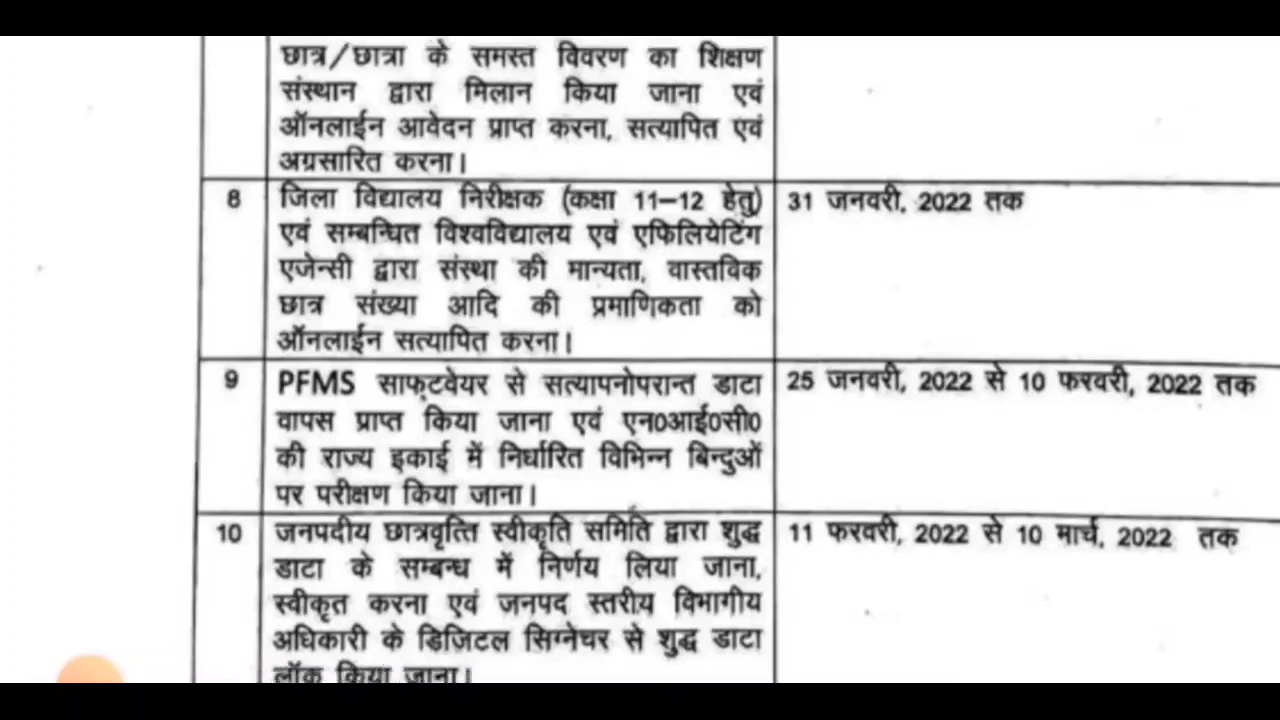 छात्र/छात्रा के समस्त विवरण का शिक्षण
संस्थान द्वारा मिलान किया जाना एवं
ऑनलाईन आवेदन प्राप्त करना, सत्यापित एवं
अग्रसारित करना।
8 जिला विद्यालय निरीक्षक (कक्षा 11–12 हेतु) 31 जनवरी, 2022 तक
एवं सम्बन्धित विश्वविद्यालय एवं एफिलियेटिंग
एजेन्सी द्वारा संस्था की मान्यता, वास्तविक
छात्र संख्या आदि की प्रमाणिकता को
ऑनलाईन सत्यापित करना।
9 PFMS साफ्टवेयर से सत्यापनोपरान्त डाटा 25 जनवरी, 2022 से 10 फरवरी, 2022 तक
वापस प्राप्त किया जाना एवं एन0आई0सी0
की राज्य इकाई में निर्धारित विभिन्न बिन्दुओं
पर परीक्षण किया जाना।
10 जनपदीय छात्रवृत्ति स्वीकृति समिति द्वारा शुद्ध 11 फरवरी, 2022 से 10 मार्च, 2022 तक
डाटा के सम्बन्ध में निर्णय लिया जाना,
स्वीकृत करना एवं जनपद स्तरीय विभागीय
अधिकारी के डिजिटल सिग्नेचर से शुद्ध डाटा
लॉक किया जाना।